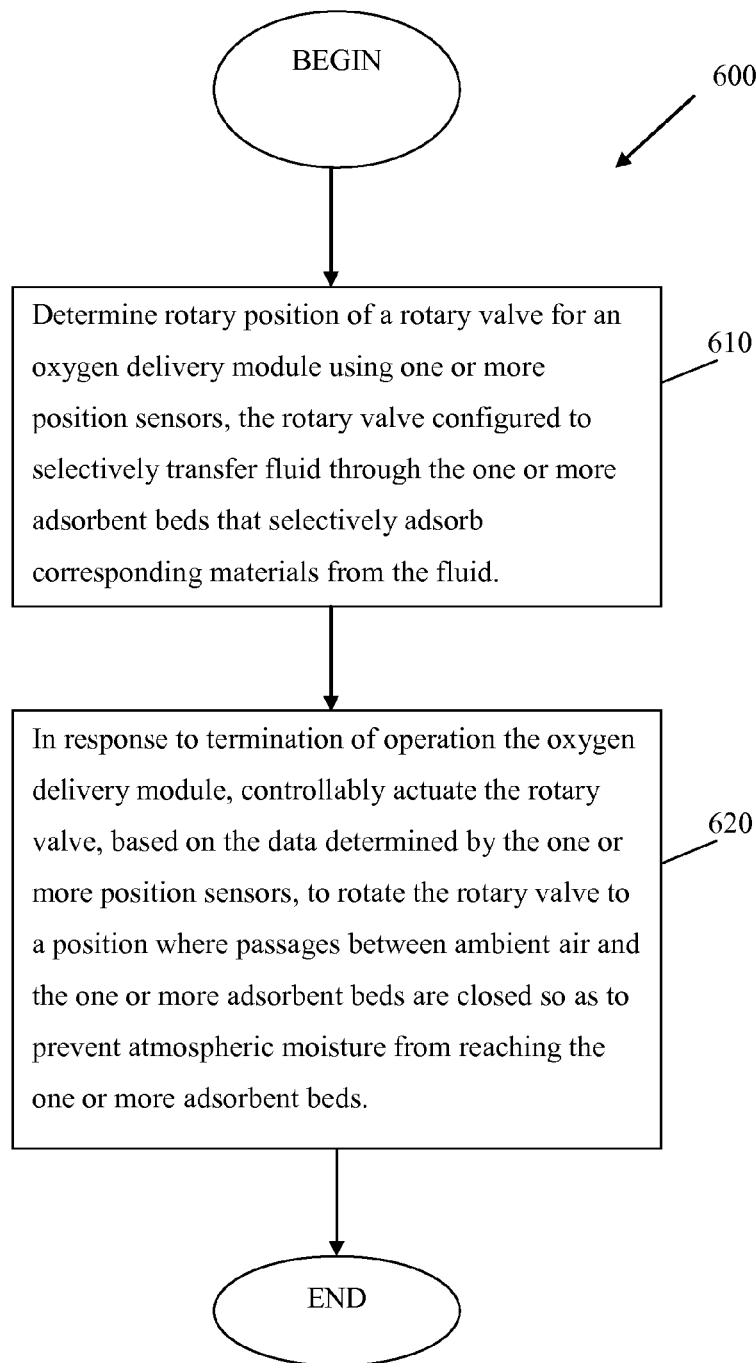 BEGIN
600
Determine rotary position of a rotary valve for an
oxygen delivery module using one or more
position sensors, the rotary valve configured to
selectively transfer fluid through the one or more
adsorbent beds that selectively adsorb
corresponding materials from the fluid.
610
In response to termination of operation the oxygen
delivery module, controllably actuate the rotary
valve, based on the data determined by the one or
more position sensors, to rotate the rotary valve to
a position where passages between ambient air and
the one or more adsorbent beds are closed so as to
prevent atmospheric moisture from reaching the
one or more adsorbent beds.
620
END